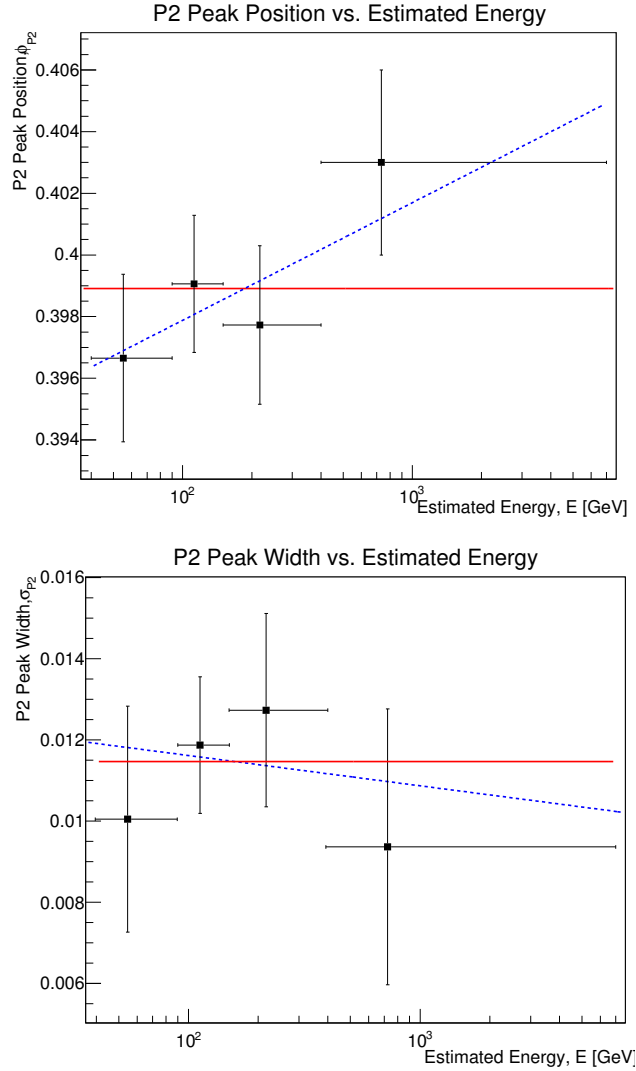 P2 Peak Position vs. Estimated Energy
P2 Peak Position,ϕP2
0.406
0.404
0.402
0.4
0.398
0.396
0.394
10²
10³
Estimated Energy, E [GeV]
P2 Peak Width vs. Estimated Energy
P2 Peak Width,σP2
0.016
0.014
0.012
0.01
0.008
0.006
10²
10³
Estimated Energy, E [GeV]